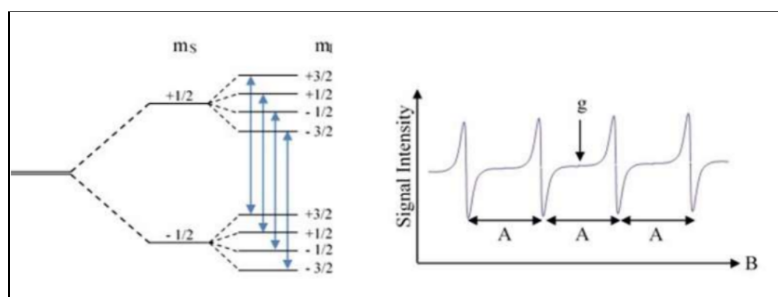 mS mI
+1/2
+3/2
+1/2
- 1/2
- 3/2
- 1/2
+3/2
+1/2
- 1/2
- 3/2
Signal Intensity
g
A A A
B